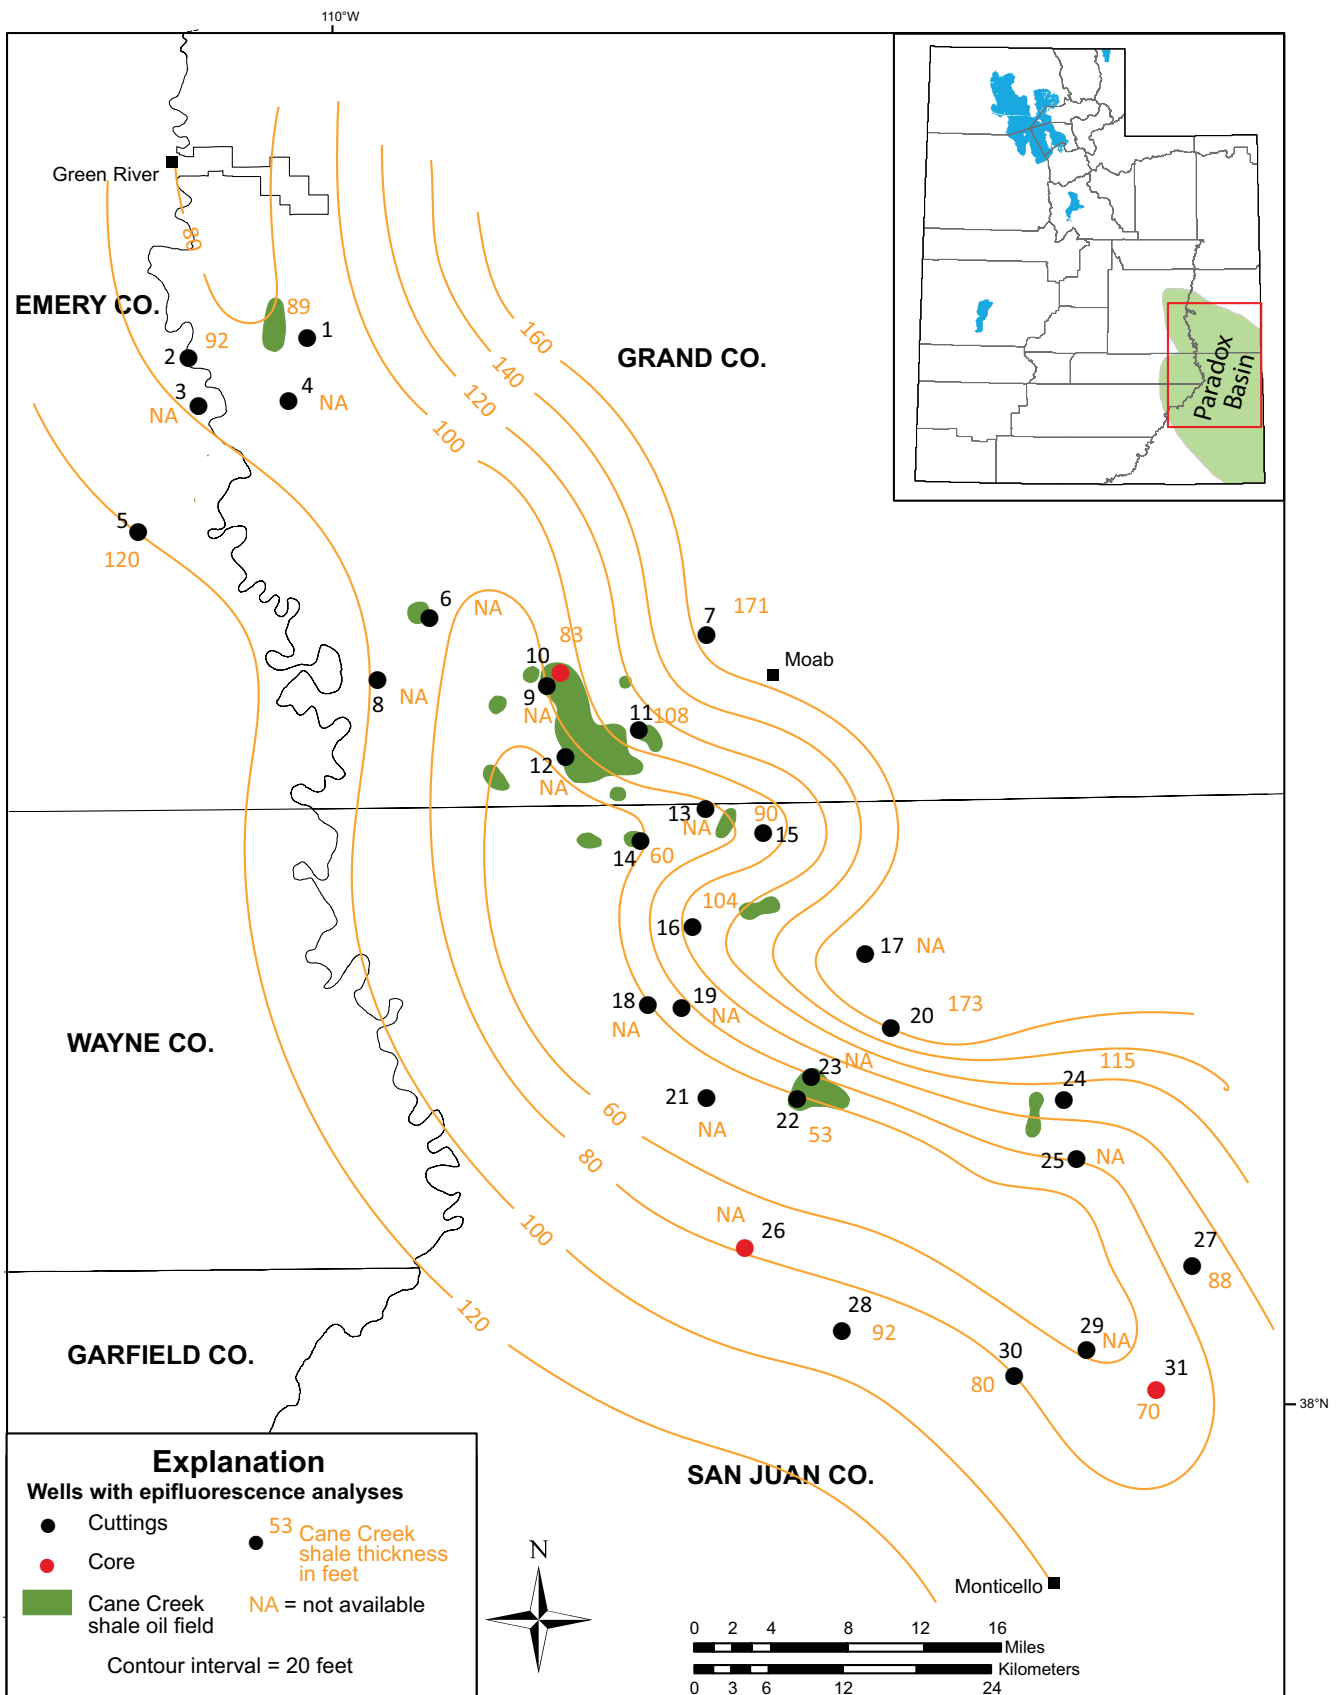 110°W
Green River
80
EMERY CO.
89
1
92
2
3
NA
4
NA
160
140
120
100
GRAND CO.
Paradox
Basin
5
120
6
NA
7
171
Moab
83
10
9
NA
8
NA
11
108
12
NA
13
NA
90
15
14
60
104
16
17
NA
18
NA
19
NA
20
173
WAYNE CO.
23
NA
115
24
21
NA
22
53
60
80
25
NA
100
NA
26
27
88
120
28
92
29
NA
30
80
31
70
GARFIELD CO.
38°N
SAN JUAN CO.
Monticello
Explanation
Wells with epifluorescence analyses
Cuttings
Core
Cane Creek
shale oil field
53
Cane Creek
shale thickness
in feet
NA = not available
Contour interval = 20 feet
N
0 2 4 8 12 16
Miles
Kilometers
0 3 6 12 24